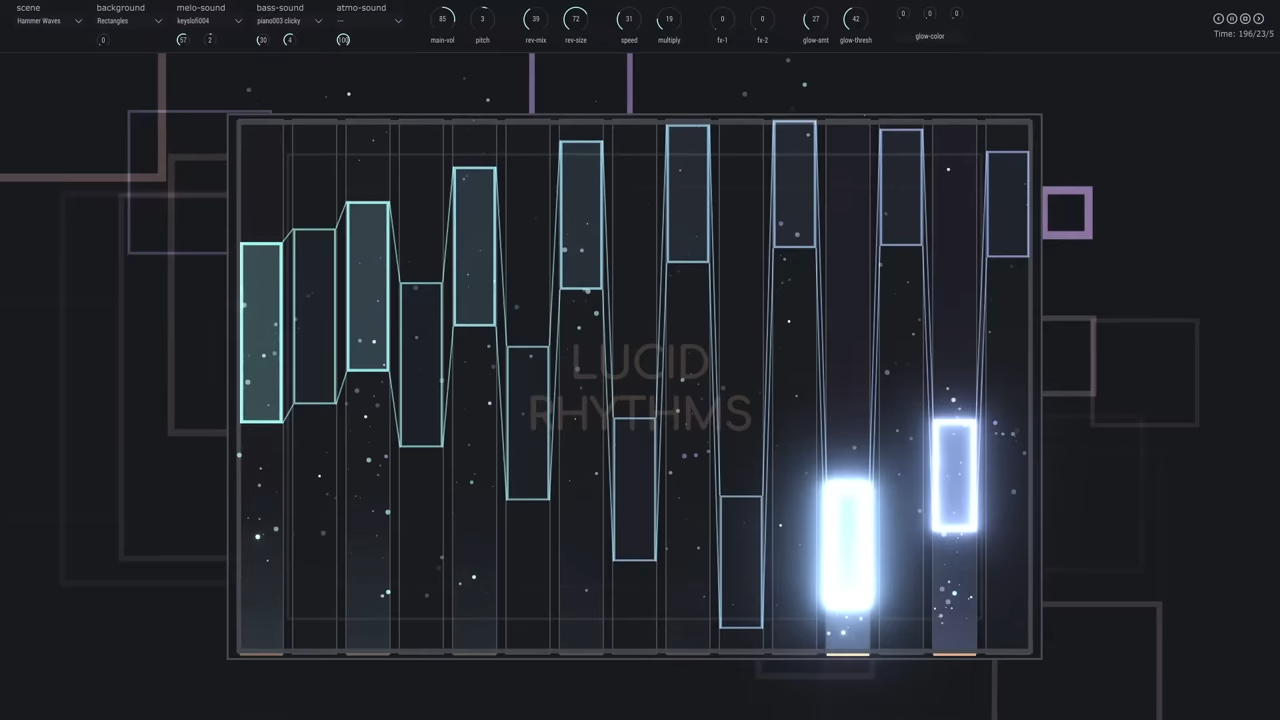 scene
background
melo-sound
bass-sound
atmo-sound
Hammer Waves
Rectangles
keyslofi004
piano003 clicky
---
0
57
2
30
4
100
85
3
39
72
31
19
0
0
27
42
0
0
0
main-vol
pitch
rev-mix
rev-size
speed
multiply
fx-1
fx-2
glow-amt
glow-thresh
glow-color
Time: 196/23/5
LUCID
RHYTHMS